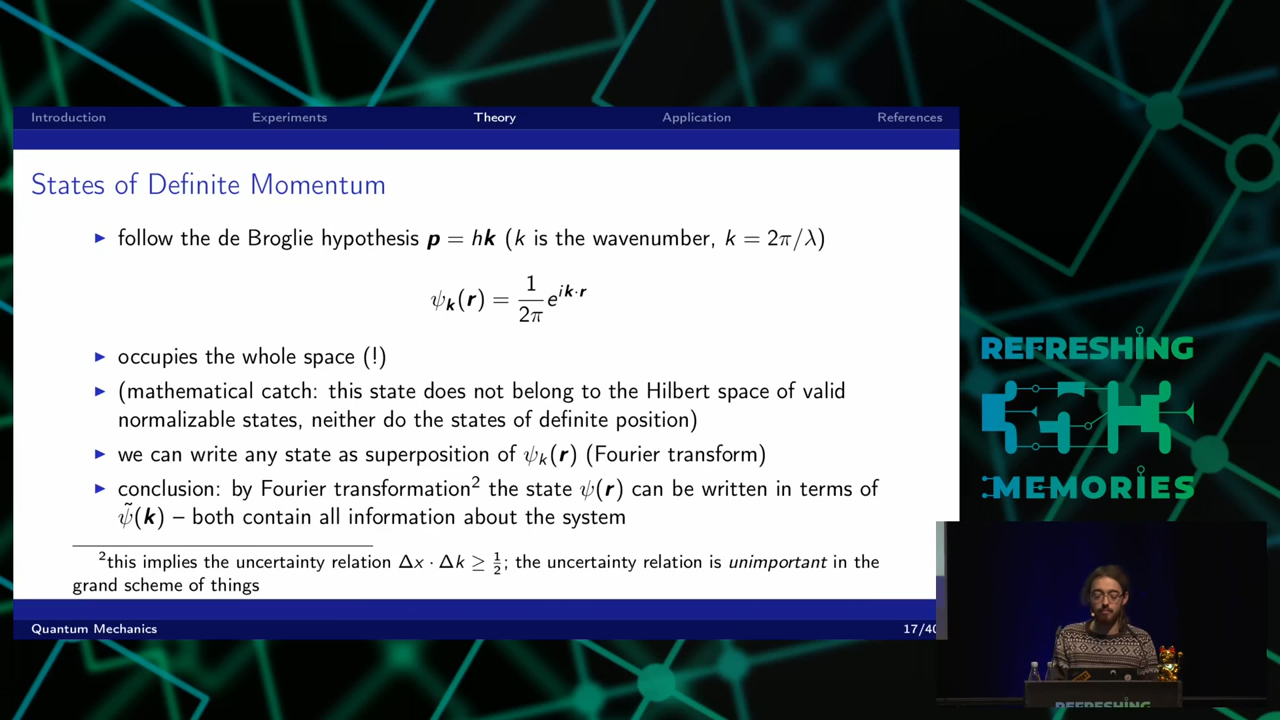 Introduction Experiments Theory Application References
States of Definite Momentum
▶ follow the de Broglie hypothesis p = hk (k is the wavenumber, k = 2π/λ)
ψₖ(r) = 1/2π e^{ik·r}
▶ occupies the whole space (!)
▶ (mathematical catch: this state does not belong to the Hilbert space of valid
normalizable states, neither do the states of definite position)
▶ we can write any state as superposition of ψₖ(r) (Fourier transform)
▶ conclusion: by Fourier transformation² the state ψ(r) can be written in terms of
ψ̃(k) – both contain all information about the system
²this implies the uncertainty relation Δx · Δk ≥ ½; the uncertainty relation is unimportant in the
grand scheme of things
Quantum Mechanics 17/40
REFRESHING
MEMORIES
REFRESHING